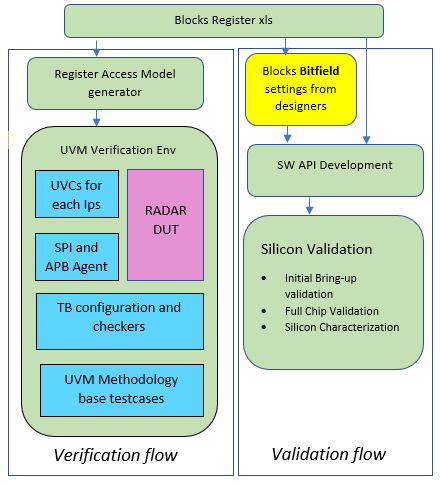 Blocks Register xls
Register Access Model
generator
UVM Verification Env
UVCs for
each Ips
RADAR
DUT
SPI and
APB Agent
TB configuration and
checkers
UVM Methodology
base testcases
Verification flow
Blocks Bitfield
settings from
designers
SW API Development
Silicon Validation
• Initial Bring-up
validation
• Full Chip Validation
• Silicon Characterization
Validation flow